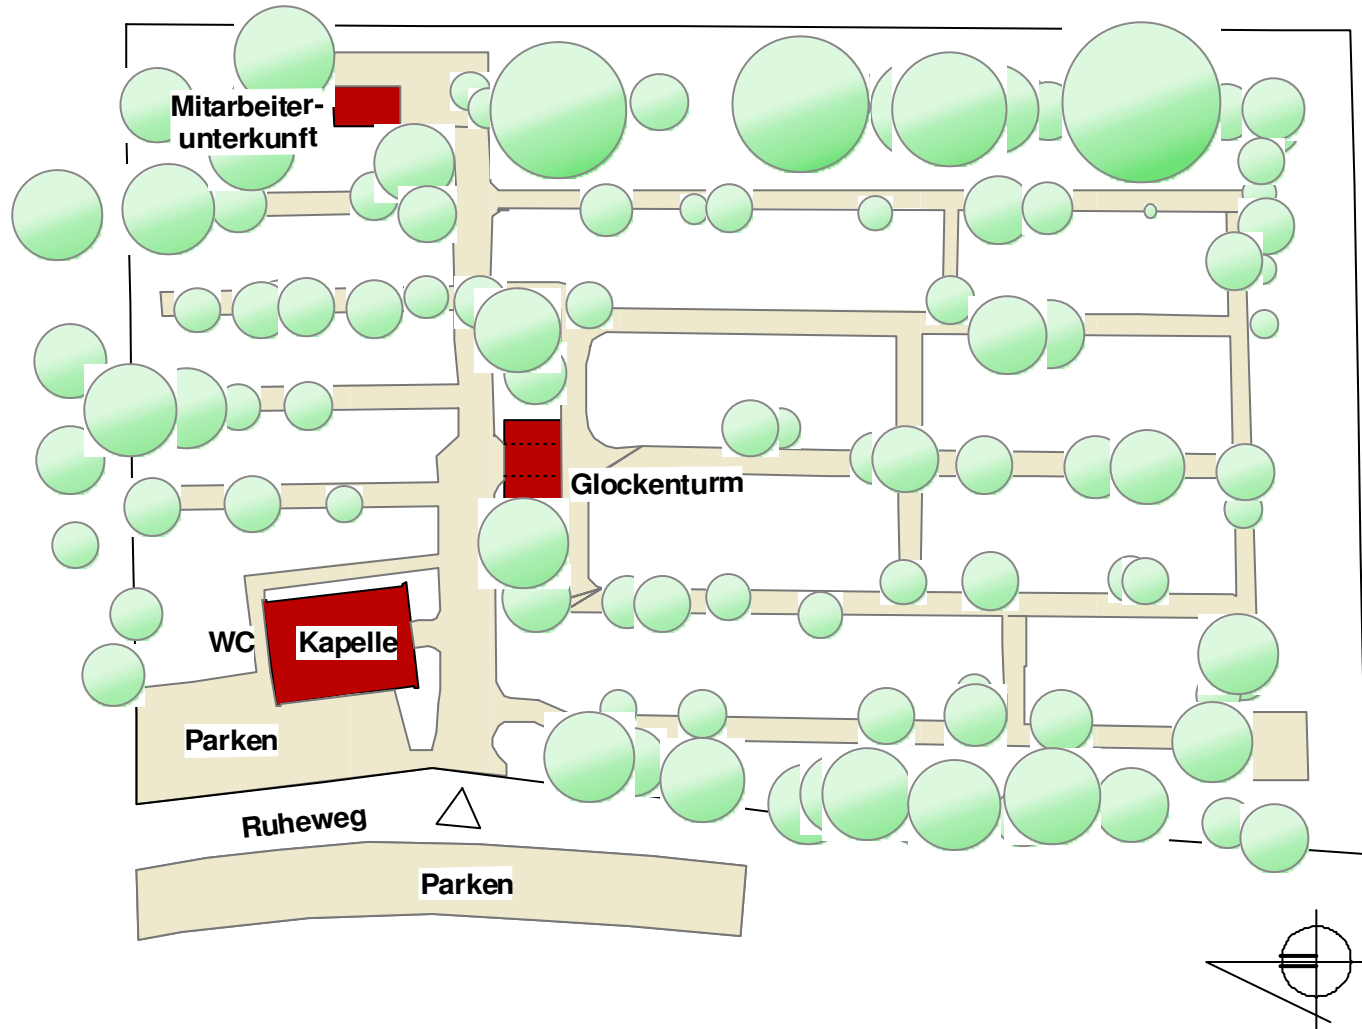 Mitarbeiter-
unterkunft
Glockenturm
WC
Kapelle
Parken
Ruheweg
Parken